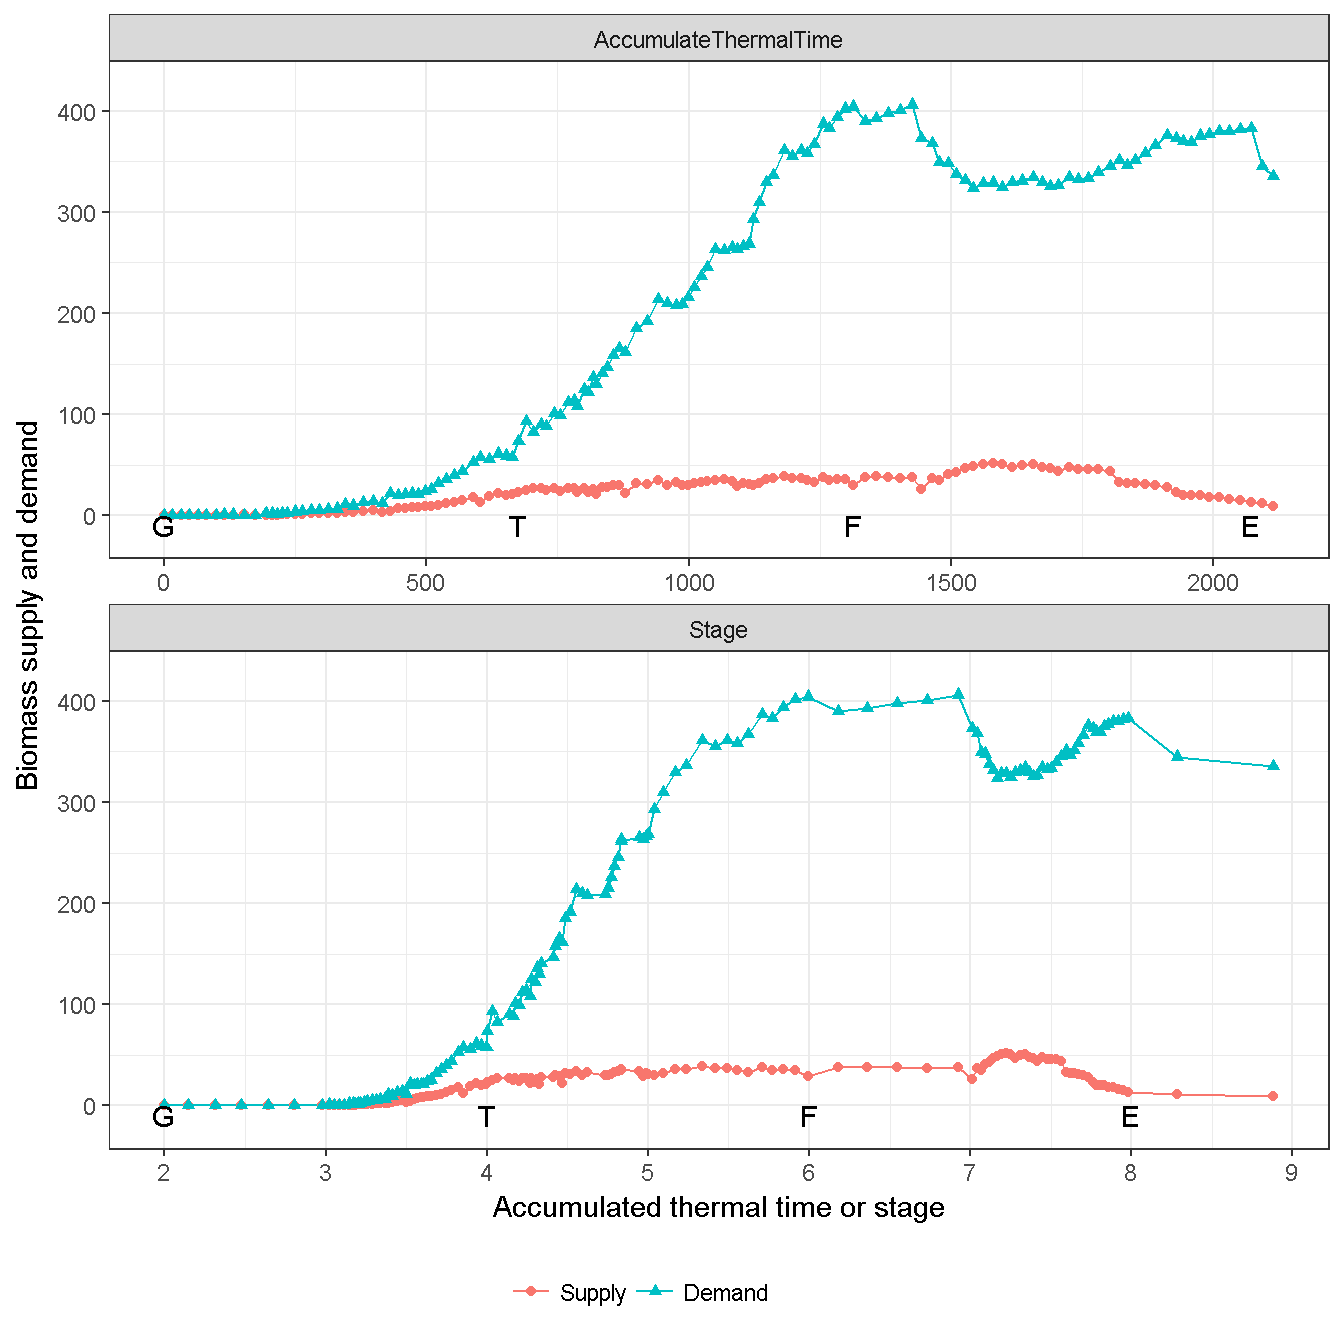 AccumulateThermalTime
400
300
200
100
0
G T F E
0 500 1000 1500 2000
Biomass supply and demand
Stage
400
300
200
100
0
G T F E
2 3 4 5 6 7 8 9
Accumulated thermal time or stage
Supply Demand